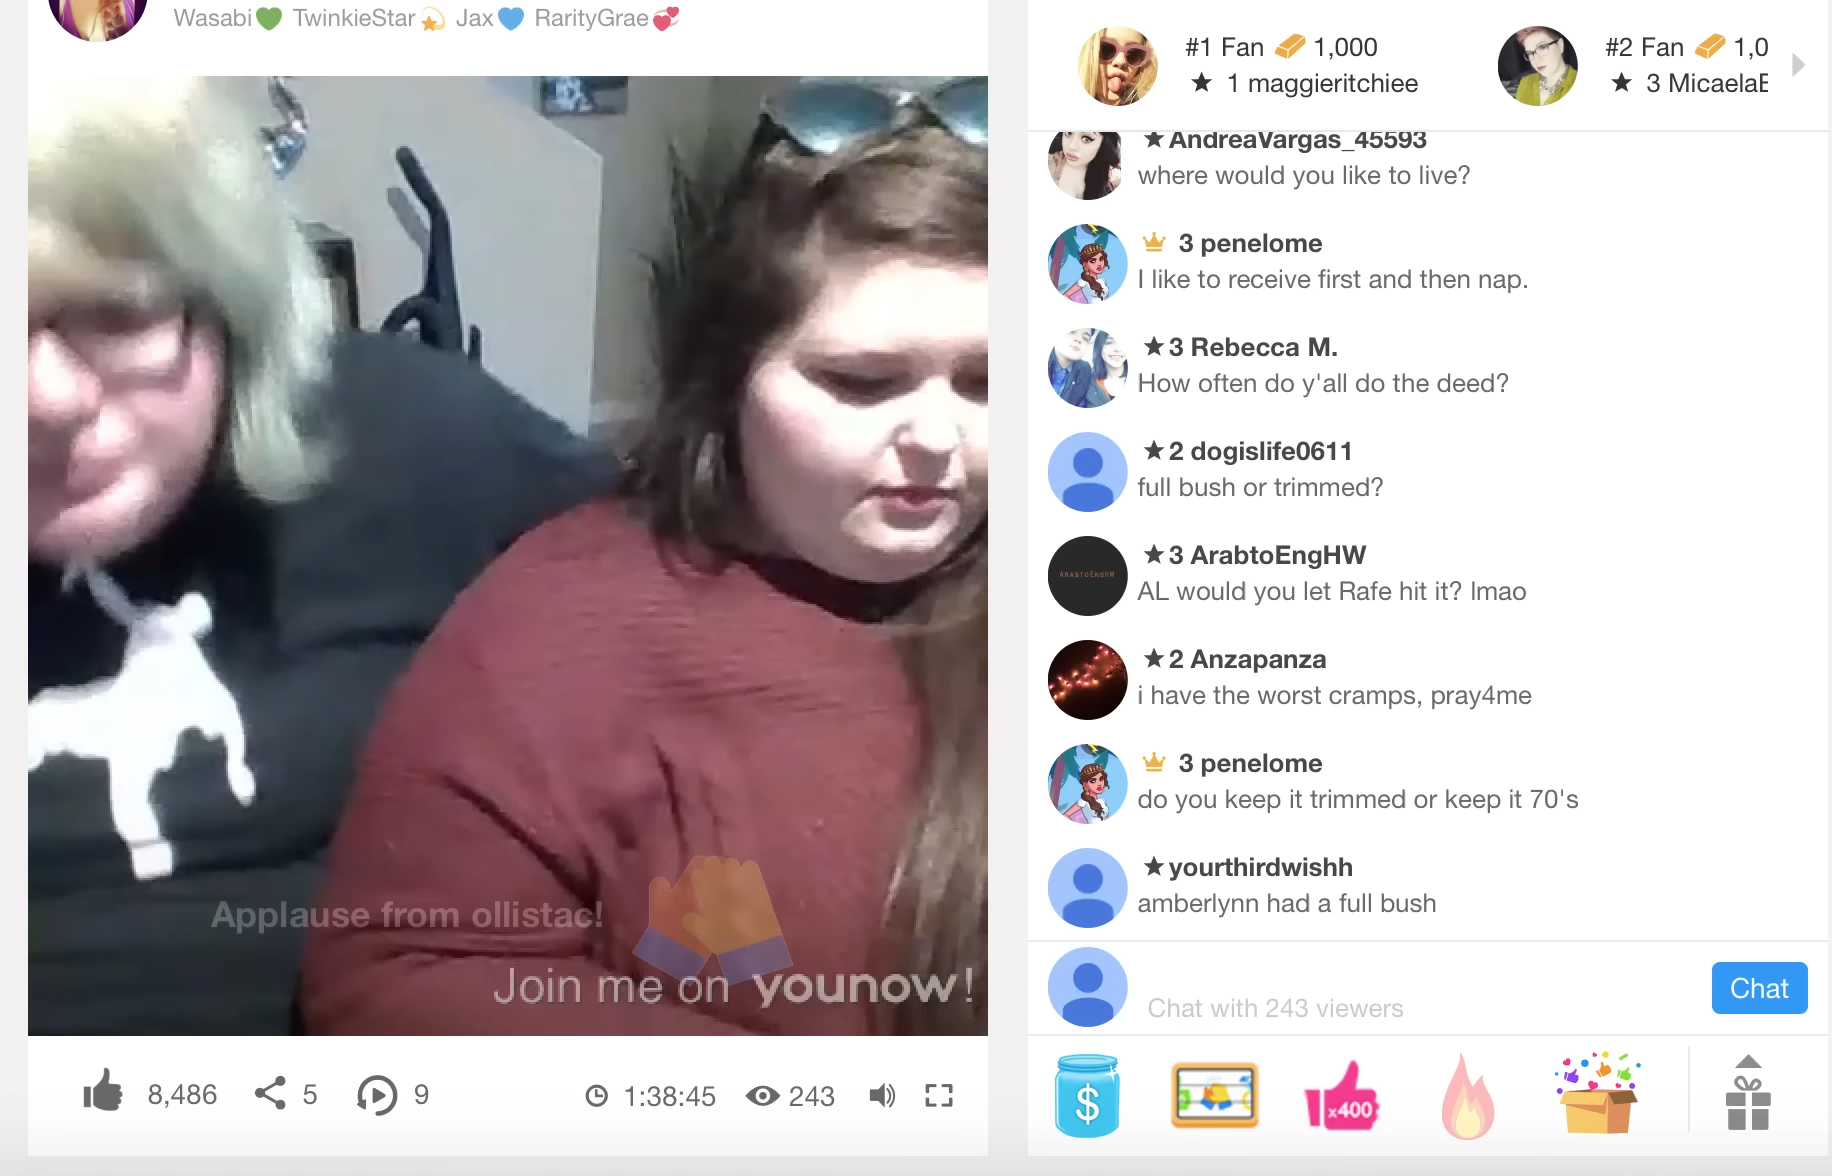 Wasabi💚 TwinkieStar💫 Jax💙 RarityGrae💞
Applause from ollistac!
Join me on younow!
8,486
5
9
1:38:45
243
#1 Fan 1,000
★ 1 maggieritchiee
#2 Fan 1,0
★ 3 MicaelaE
★ AndreaVargas_45593
where would you like to live?
3 penelome
I like to receive first and then nap.
★ 3 Rebecca M.
How often do y'all do the deed?
★ 2 dogislife0611
full bush or trimmed?
ARABTOENGHW
★ 3 ArabtoEngHW
AL would you let Rafe hit it? lmao
★ 2 Anzapanza
i have the worst cramps, pray4me
3 penelome
do you keep it trimmed or keep it 70's
★ yourthirdwishh
amberlynn had a full bush
Chat with 243 viewers
Chat
$
x400